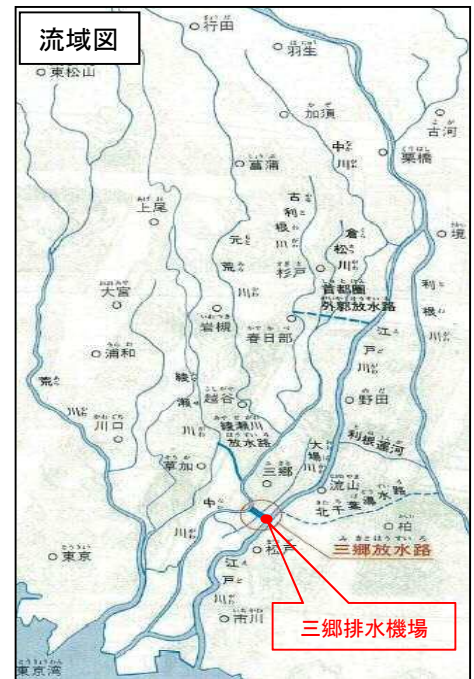 流域図
行田
羽生
東松山
加須
古河
中川
栗橋
菖蒲
上尾
古利根川
倉松川
境
元荒川
杉戸
首都圏
外郭放水路
大宮
岩槻
春日部
江戸川
利根川
浦和
荒川
綾瀬川
越谷
野田
川口
綾瀬川
放水路
大場川
利根運河
草加
三郷
流山
北千葉導水路
中川
柏
三郷放水路
東京
松戸
江戸川
市川
三郷排水機場
東京湾